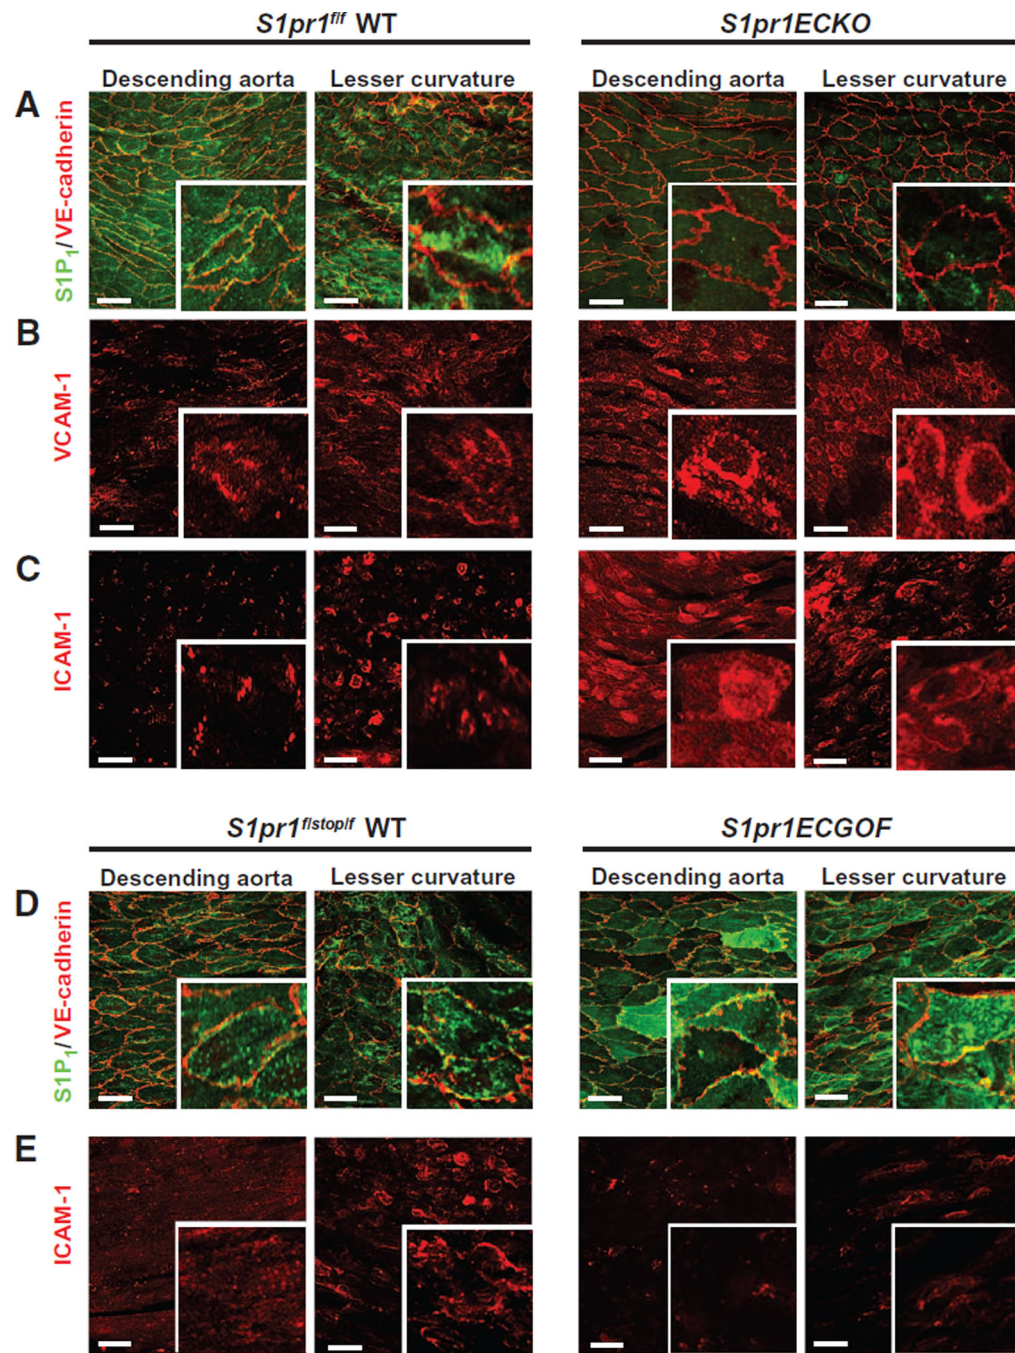 S1pr1f/f WT
S1pr1ECKO
Descending aorta
Lesser curvature
Descending aorta
Lesser curvature
A
S1P1/VE-cadherin
B
VCAM-1
C
ICAM-1
S1pr1f/stop/f WT
S1pr1ECGOF
Descending aorta
Lesser curvature
Descending aorta
Lesser curvature
D
S1P1/VE-cadherin
E
ICAM-1